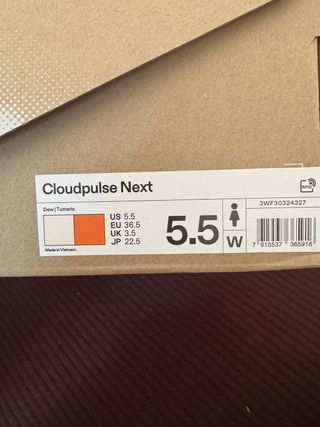 Cloudpulse Next
RFID
Dew | Tumeric
US 5.5
EU 36.5
UK 3.5
JP 22.5
5.5
W
3WF30324327
7 615537 365916
Made in Vietnam.